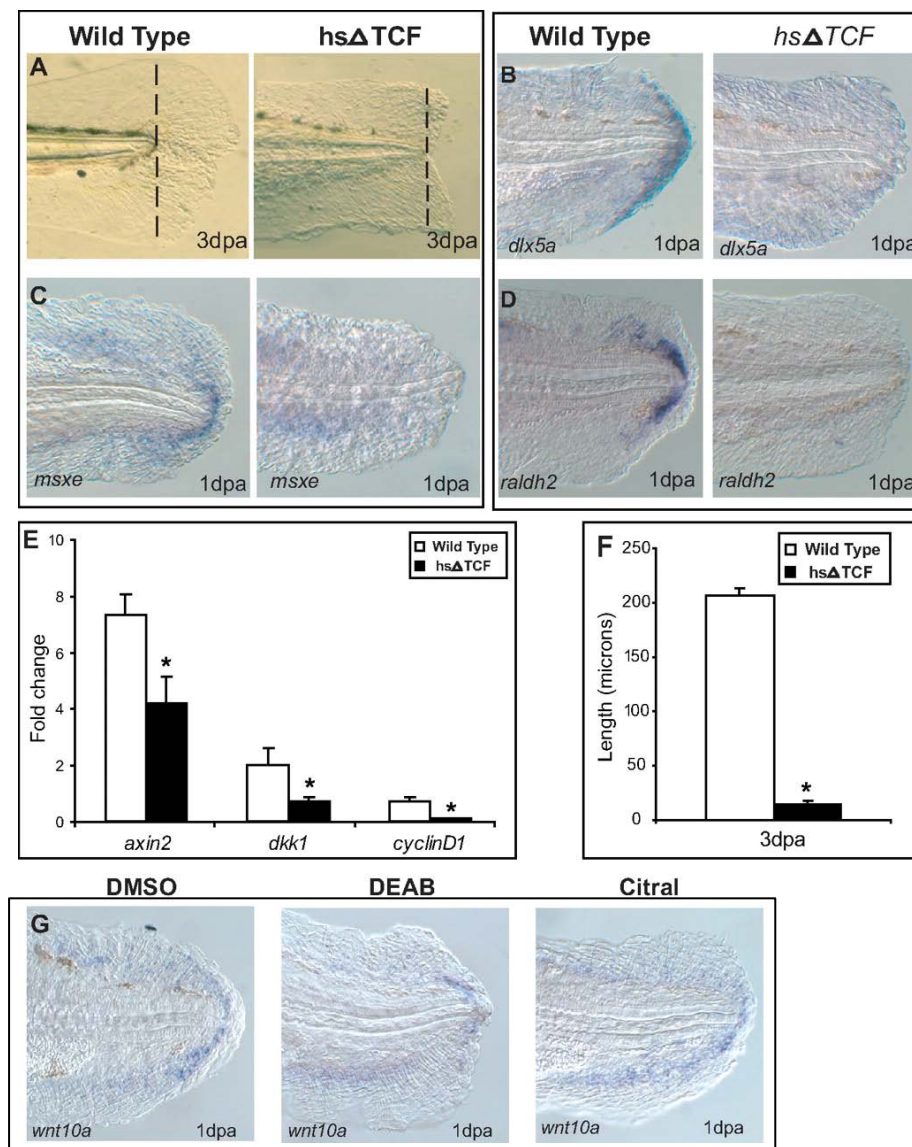 Wild Type hsΔTCF
A
3dpa
3dpa
Wild Type hsΔTCF
B
dlx5a 1dpa
dlx5a 1dpa
C
msxe 1dpa
msxe 1dpa
D
raldh2 1dpa
raldh2 1dpa
E
Wild Type
hsΔTCF
Fold change
10
8
6
4
2
0
*
*
*
axin2 dkk1 cyclinD1
F
Wild Type
hsΔTCF
Length (microns)
250
200
150
100
50
0
*
3dpa
DMSO DEAB Citral
G
wnt10a 1dpa
wnt10a 1dpa
wnt10a 1dpa